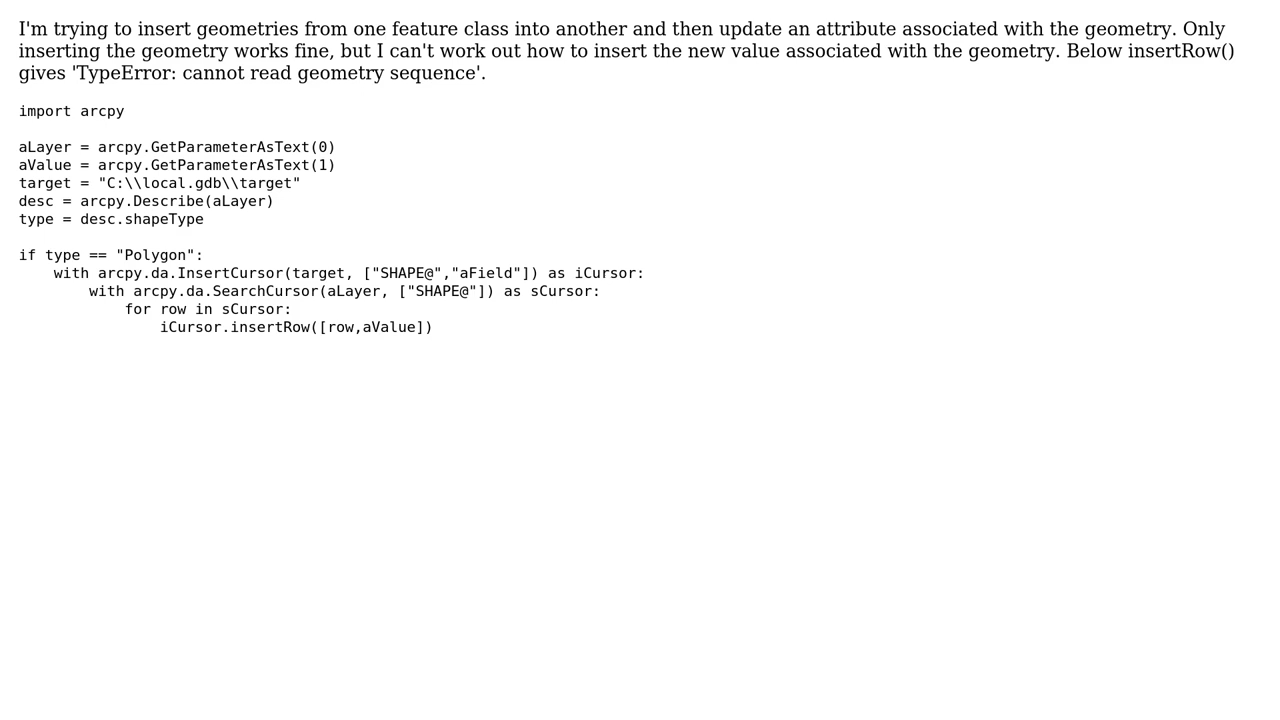 I'm trying to insert geometries from one feature class into another and then update an attribute associated with the geometry. Only
inserting the geometry works fine, but I can't work out how to insert the new value associated with the geometry. Below insertRow()
gives 'TypeError: cannot read geometry sequence'.
import arcpy
aLayer = arcpy.GetParameterAsText(0)
aValue = arcpy.GetParameterAsText(1)
target = "C:\\local.gdb\\target"
desc = arcpy.Describe(aLayer)
type = desc.shapeType
if type == "Polygon":
    with arcpy.da.InsertCursor(target, ["SHAPE@","aField"]) as iCursor:
        with arcpy.da.SearchCursor(aLayer, ["SHAPE@"]) as sCursor:
            for row in sCursor:
                iCursor.insertRow([row,aValue])